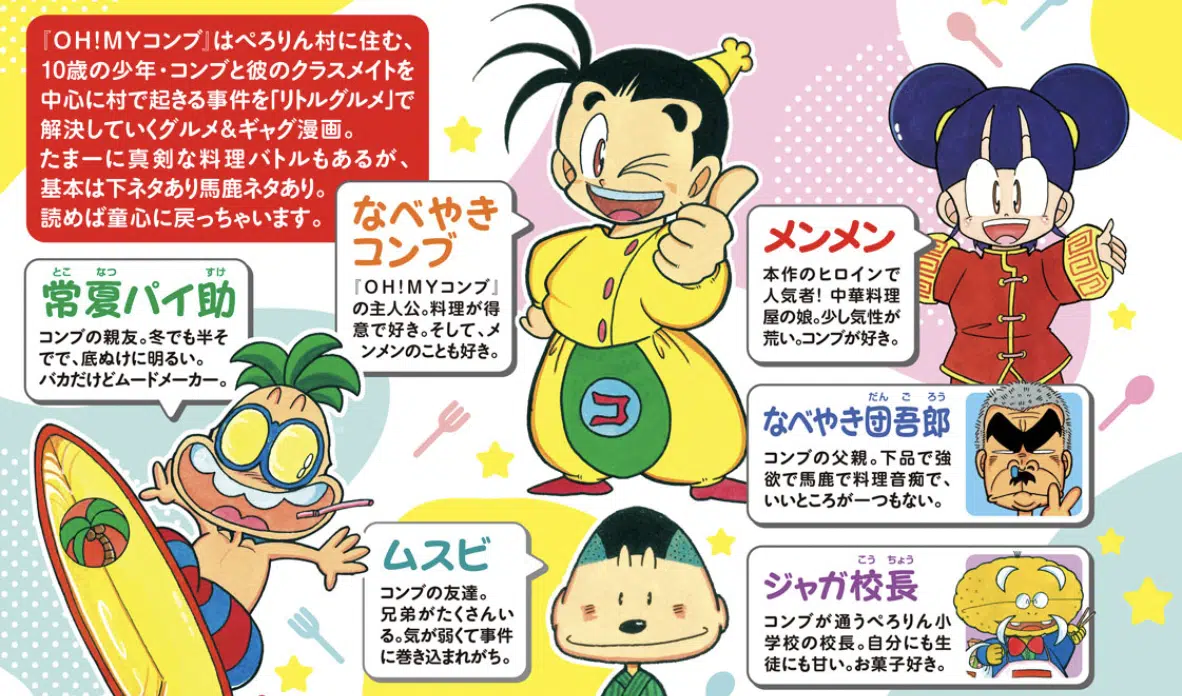 『OH!MYコンブ』はぺろりん村に住む、
10歳の少年・コンブと彼のクラスメイトを
中心に村で起きる事件を「リトルグルメ」で
解決していくグルメ&ギャグ漫画。
たまーに真剣な料理バトルもあるが、
基本は下ネタあり馬鹿ネタあり。
読めば童心に戻っちゃいます。
なべやき
コンブ
『OH!MYコンブ』
の主人公。料理が得
意で好き。そして、メ
ンメンのことも好き。
メンメン
本作のヒロインで
人気者! 中華料理
屋の娘。少し気性が
荒い。コンブが好き。
とこ なつ すけ
常夏パイ助
コンブの親友。冬でも半そ
でで、底ぬけに明るい。
バカだけどムードメーカー。
コ
だん ご ろう
なべやき団吾郎
コンブの父親。下品で強
欲で馬鹿で料理音痴で、
いいところが一つもない。
ムスビ
コンブの友達。
兄弟がたくさんい
る。気が弱くて事件
に巻き込まれがち。
こう ちょう
ジャガ校長
コンブが通うぺろりん小
学校の校長。自分にも生
徒にも甘い。お菓子好き。